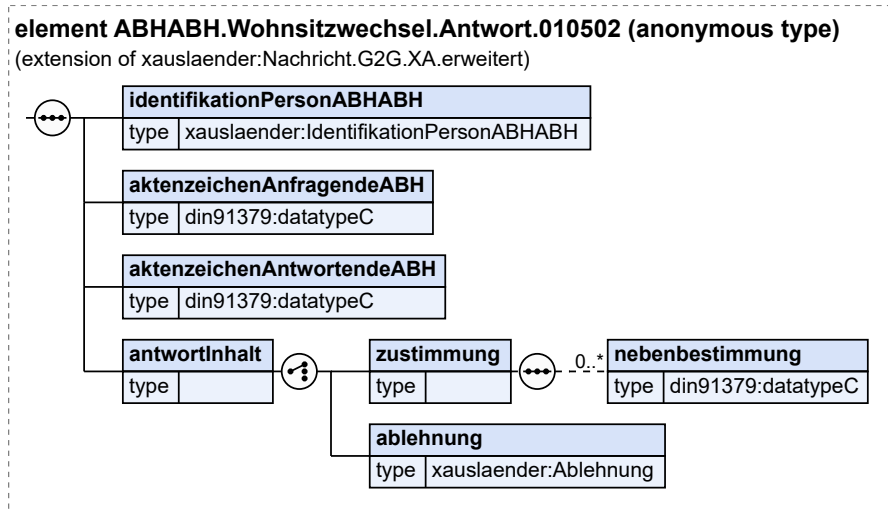 element ABHABH.Wohnsitzwechsel.Antwort.010502 (anonymous type)
(extension of xauslaender:Nachricht.G2G.XA.erweitert)
identifikationPersonABHABH
type xauslaender:IdentifikationPersonABHABH
aktenzeichenAnfragendeABH
type din91379:datatypeC
aktenzeichenAntwortendeABH
type din91379:datatypeC
antwortInhalt
type
zustimmung
type
0..*
nebenbestimmung
type din91379:datatypeC
ablehnung
type xauslaender:Ablehnung